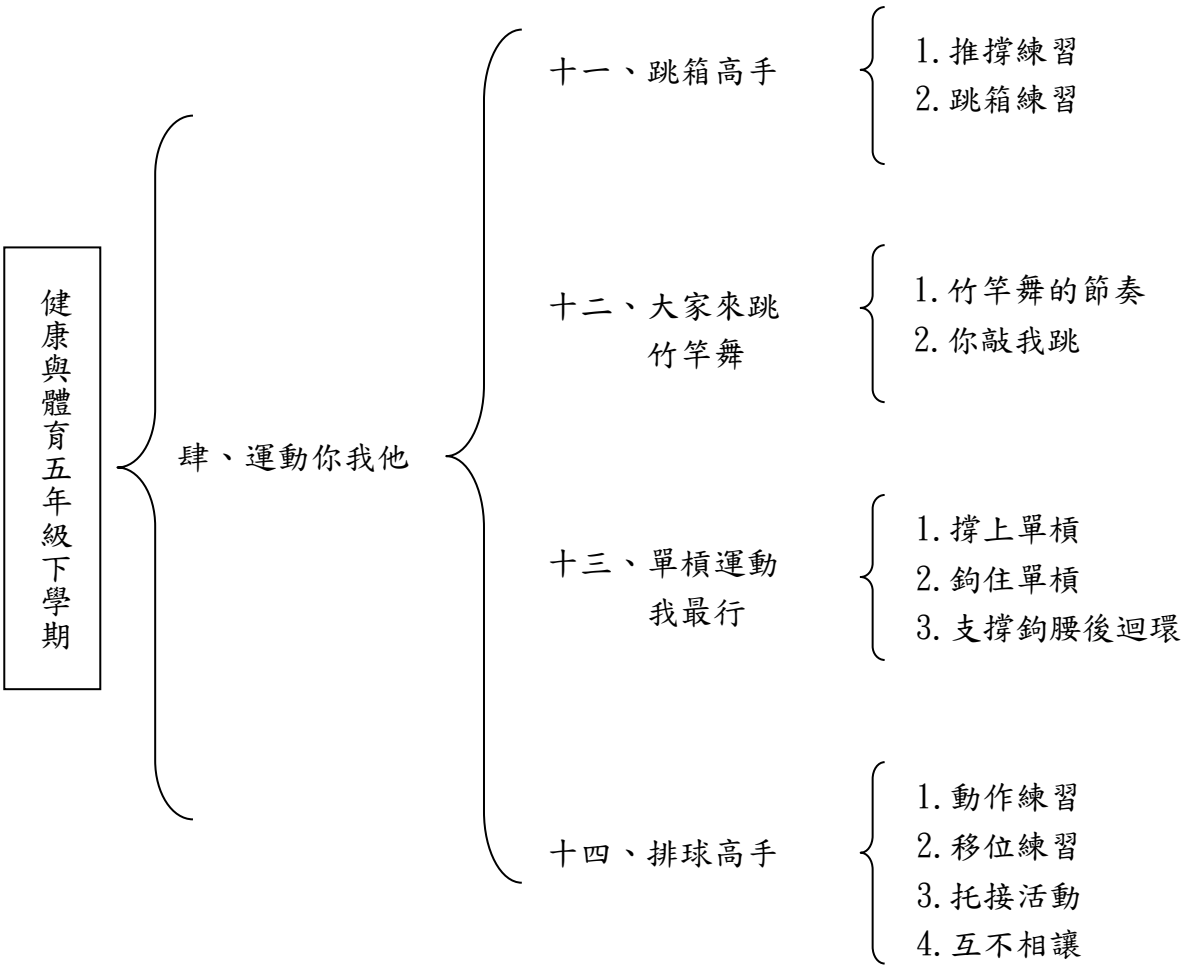 健康與體育五年級下學期
肆、運動你我他
十一、跳箱高手
1.推撐練習
2.跳箱練習
十二、大家來跳
竹竿舞
1.竹竿舞的節奏
2.你敲我跳
十三、單槓運動
我最行
1.撐上單槓
2.鉤住單槓
3.支撐鉤腰後迴環
十四、排球高手
1.動作練習
2.移位練習
3.托接活動
4.互不相讓